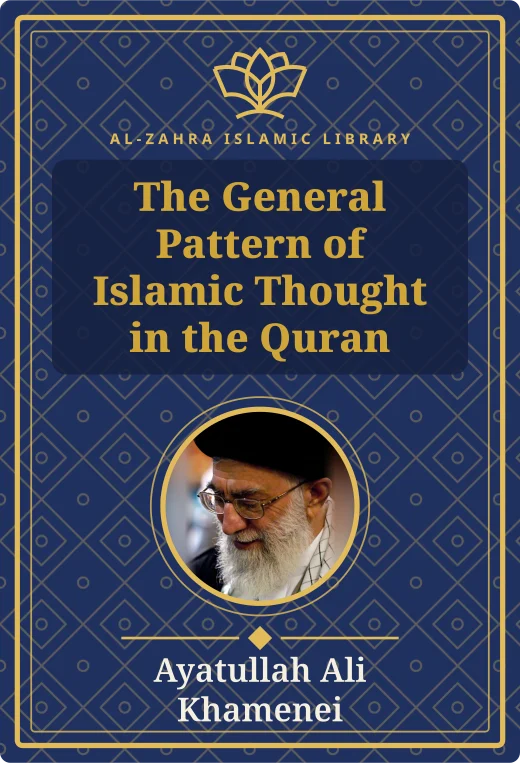 AL-ZAHRA ISLAMIC LIBRARY
The General
Pattern of
Islamic Thought
in the Quran
Ayatullah Ali
Khamenei